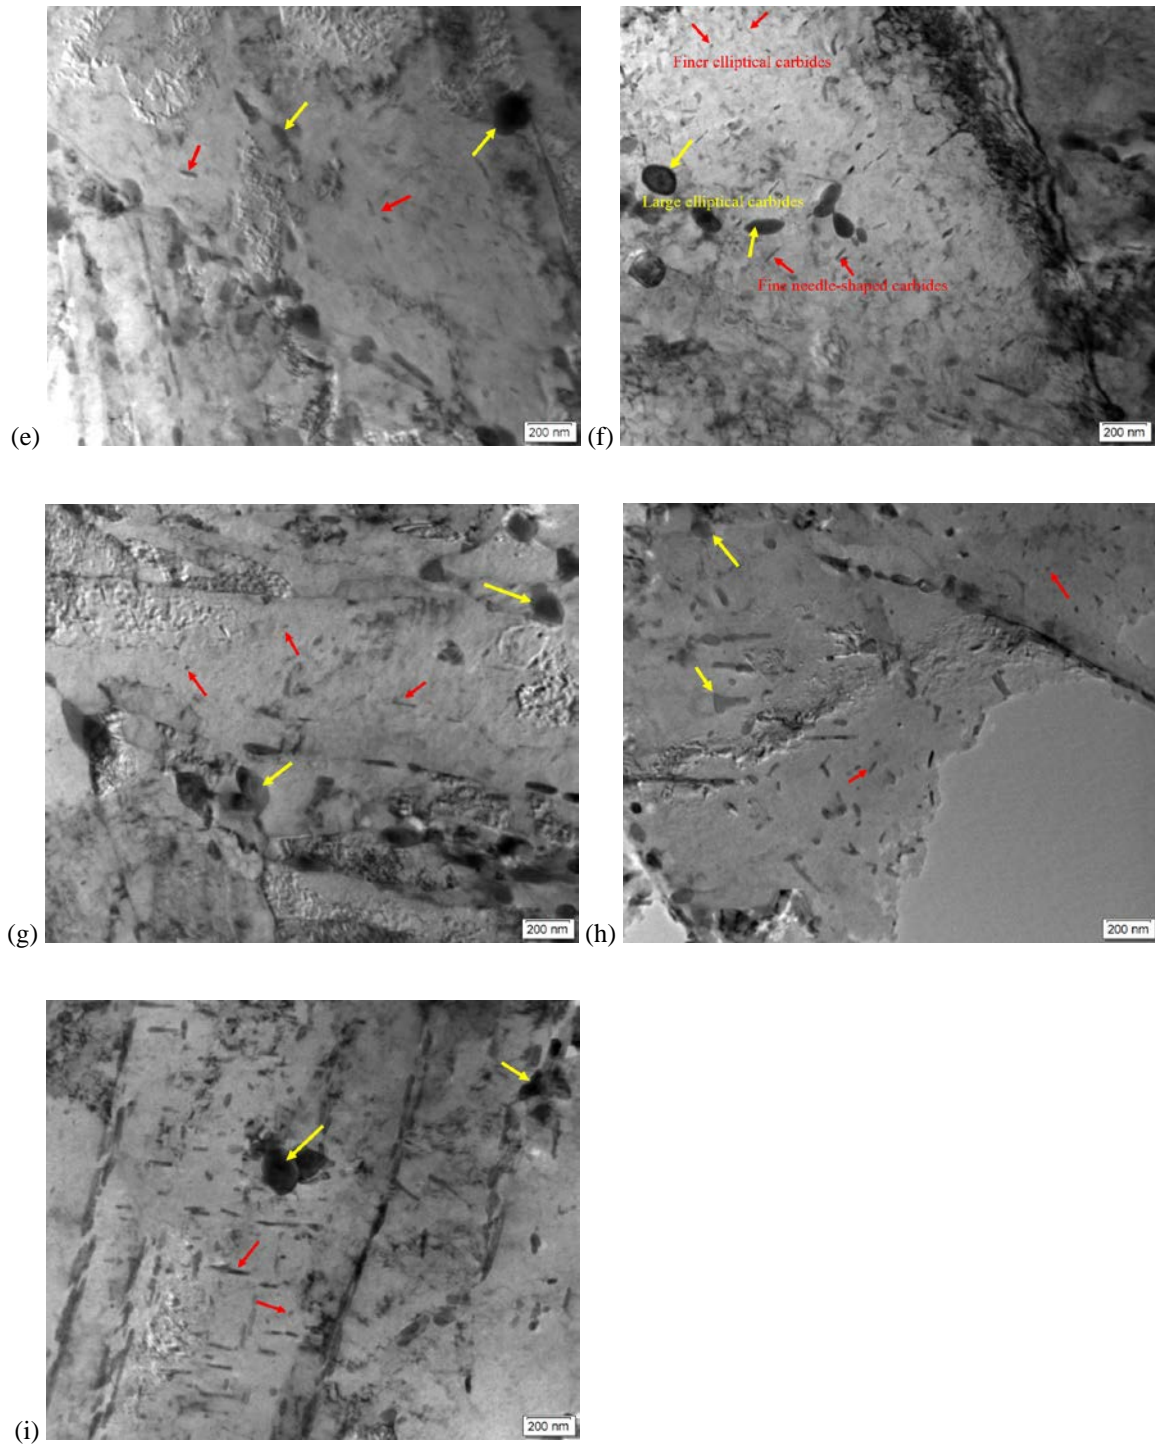 Finer elliptical carbides
Large elliptical carbides
Fine needle-shaped carbides
(e)
200 nm
(f)
200 nm
(g)
200 nm
(h)
200 nm
(i)
200 nm